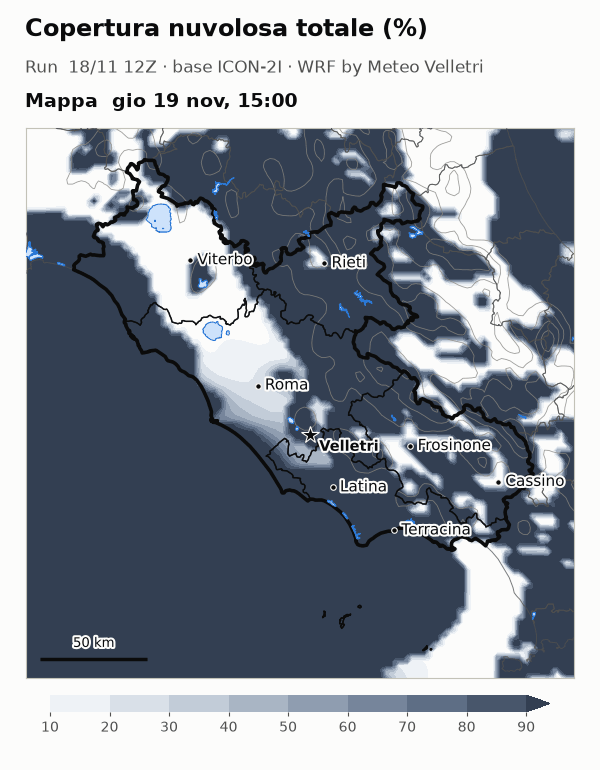 Copertura nuvolosa totale (%)
Run  18/11 12Z · base ICON-2I · WRF by Meteo Velletri
Mappa  gio 19 nov, 15:00
Viterbo
Rieti
Roma
Velletri
Frosinone
Cassino
Latina
Terracina
50 km
10 20 30 40 50 60 70 80 90